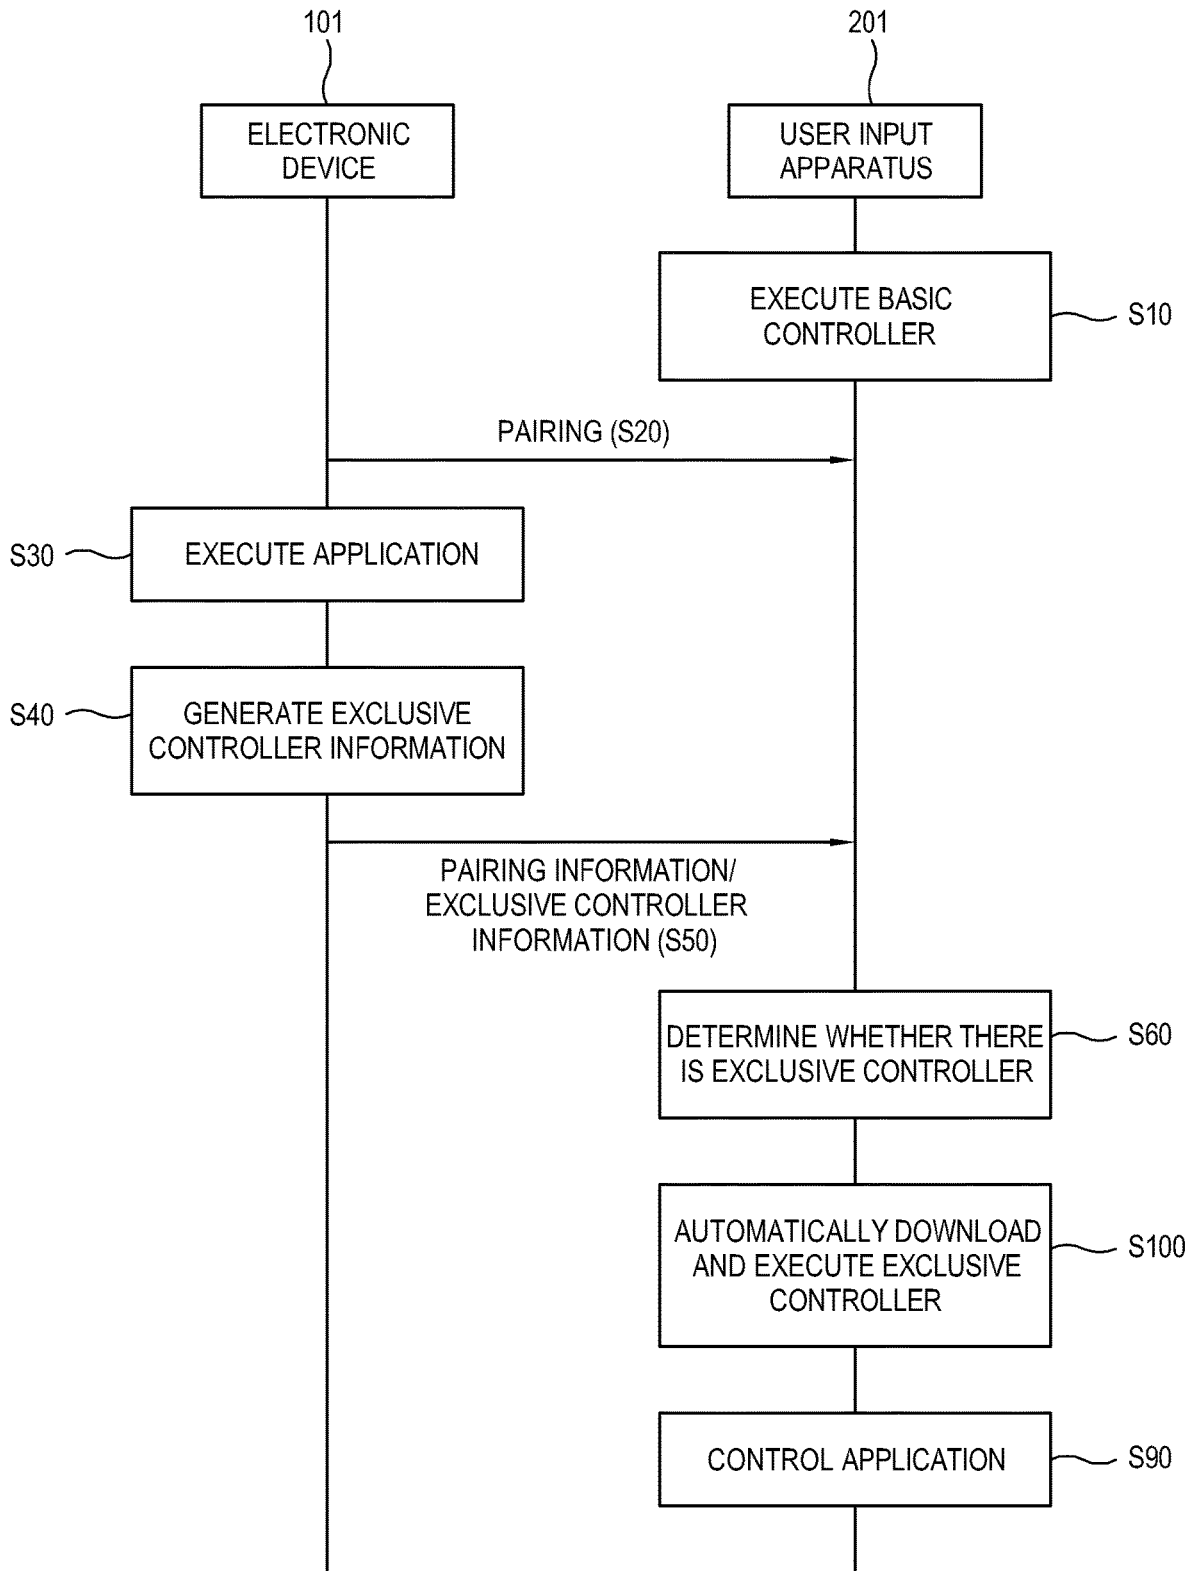 101
201
ELECTRONIC
DEVICE
USER INPUT
APPARATUS
EXECUTE BASIC
CONTROLLER
S10
PAIRING (S20)
S30
EXECUTE APPLICATION
S40
GENERATE EXCLUSIVE
CONTROLLER INFORMATION
PAIRING INFORMATION/
EXCLUSIVE CONTROLLER
INFORMATION (S50)
DETERMINE WHETHER THERE
IS EXCLUSIVE CONTROLLER
S60
AUTOMATICALLY DOWNLOAD
AND EXECUTE EXCLUSIVE
CONTROLLER
S100
CONTROL APPLICATION
S90